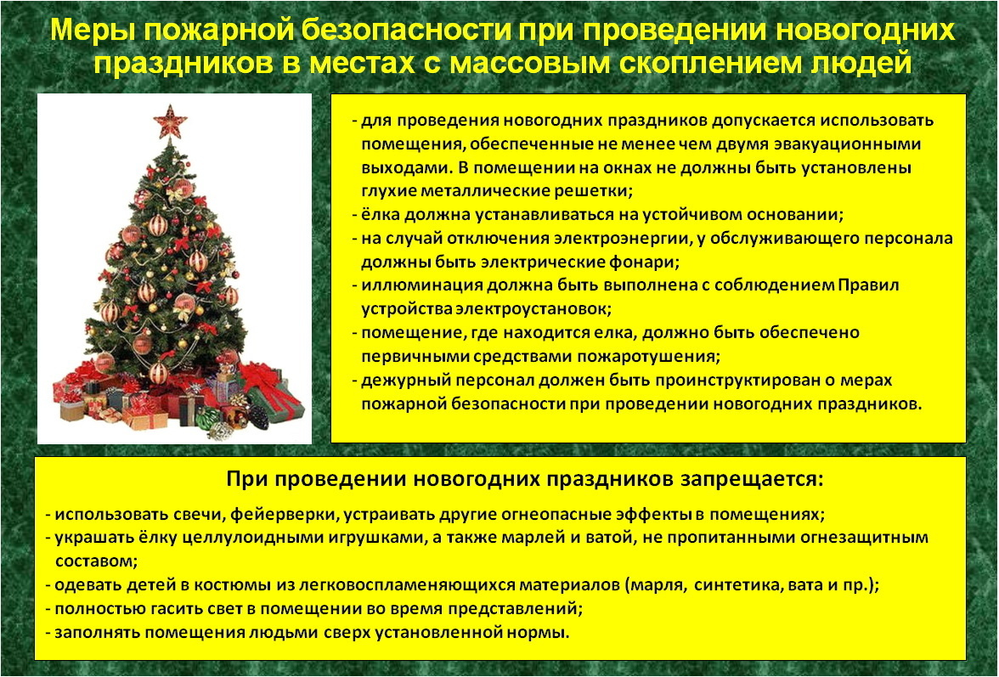 Меры пожарной безопасности при проведении новогодних
праздников в местах с массовым скоплением людей
- для проведения новогодних праздников допускается использовать
помещения, обеспеченные не менее чем двумя эвакуационными
выходами. В помещении на окнах не должны быть установлены
глухие металлические решетки;
- ёлка должна устанавливаться на устойчивом основании;
- на случай отключения электроэнергии, у обслуживающего персонала
должны быть электрические фонари;
- иллюминация должна быть выполнена с соблюдением Правил
устройства электроустановок;
- помещение, где находится елка, должно быть обеспечено
первичными средствами пожаротушения;
- дежурный персонал должен быть проинструктирован о мерах
пожарной безопасности при проведении новогодних праздников.
При проведении новогодних праздников запрещается:
- использовать свечи, фейерверки, устраивать другие огнеопасные эффекты в помещениях;
- украшать ёлку целлулоидными игрушками, а также марлей и ватой, не пропитанными огнезащитным
составом;
- одевать детей в костюмы из легковоспламеняющихся материалов (марля, синтетика, вата и пр.);
- полностью гасить свет в помещении во время представлений;
- заполнять помещения людьми сверх установленной нормы.